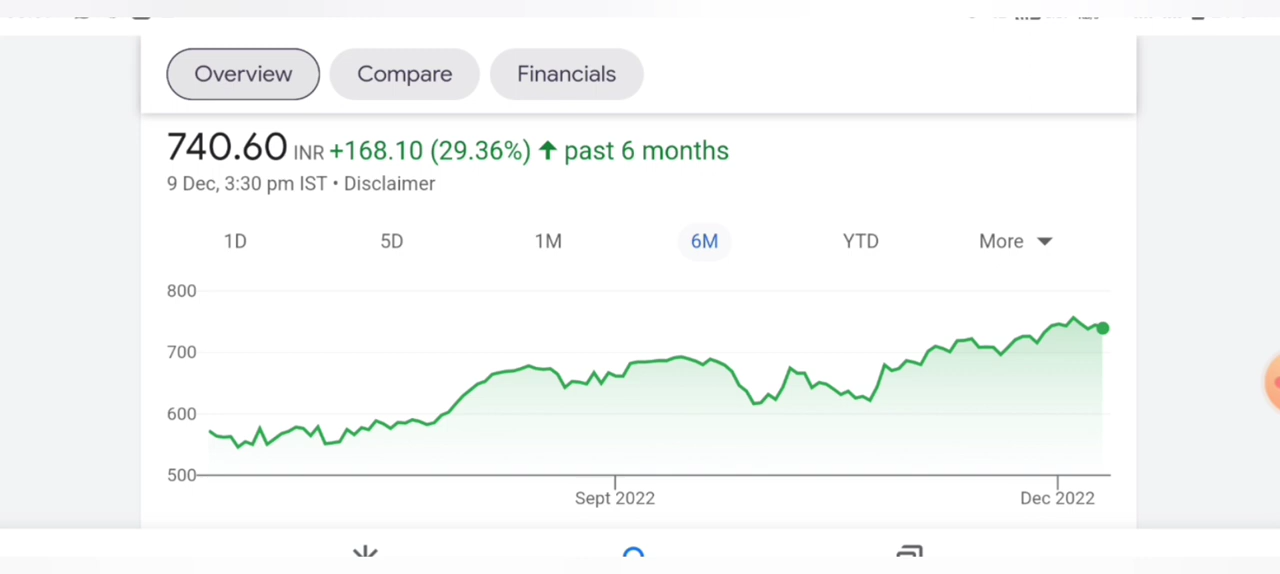 Overview Compare Financials
740.60 INR +168.10 (29.36%) ↑ past 6 months
9 Dec, 3:30 pm IST • Disclaimer
1D 5D 1M 6M YTD More
800
700
600
500
Sept 2022 Dec 2022